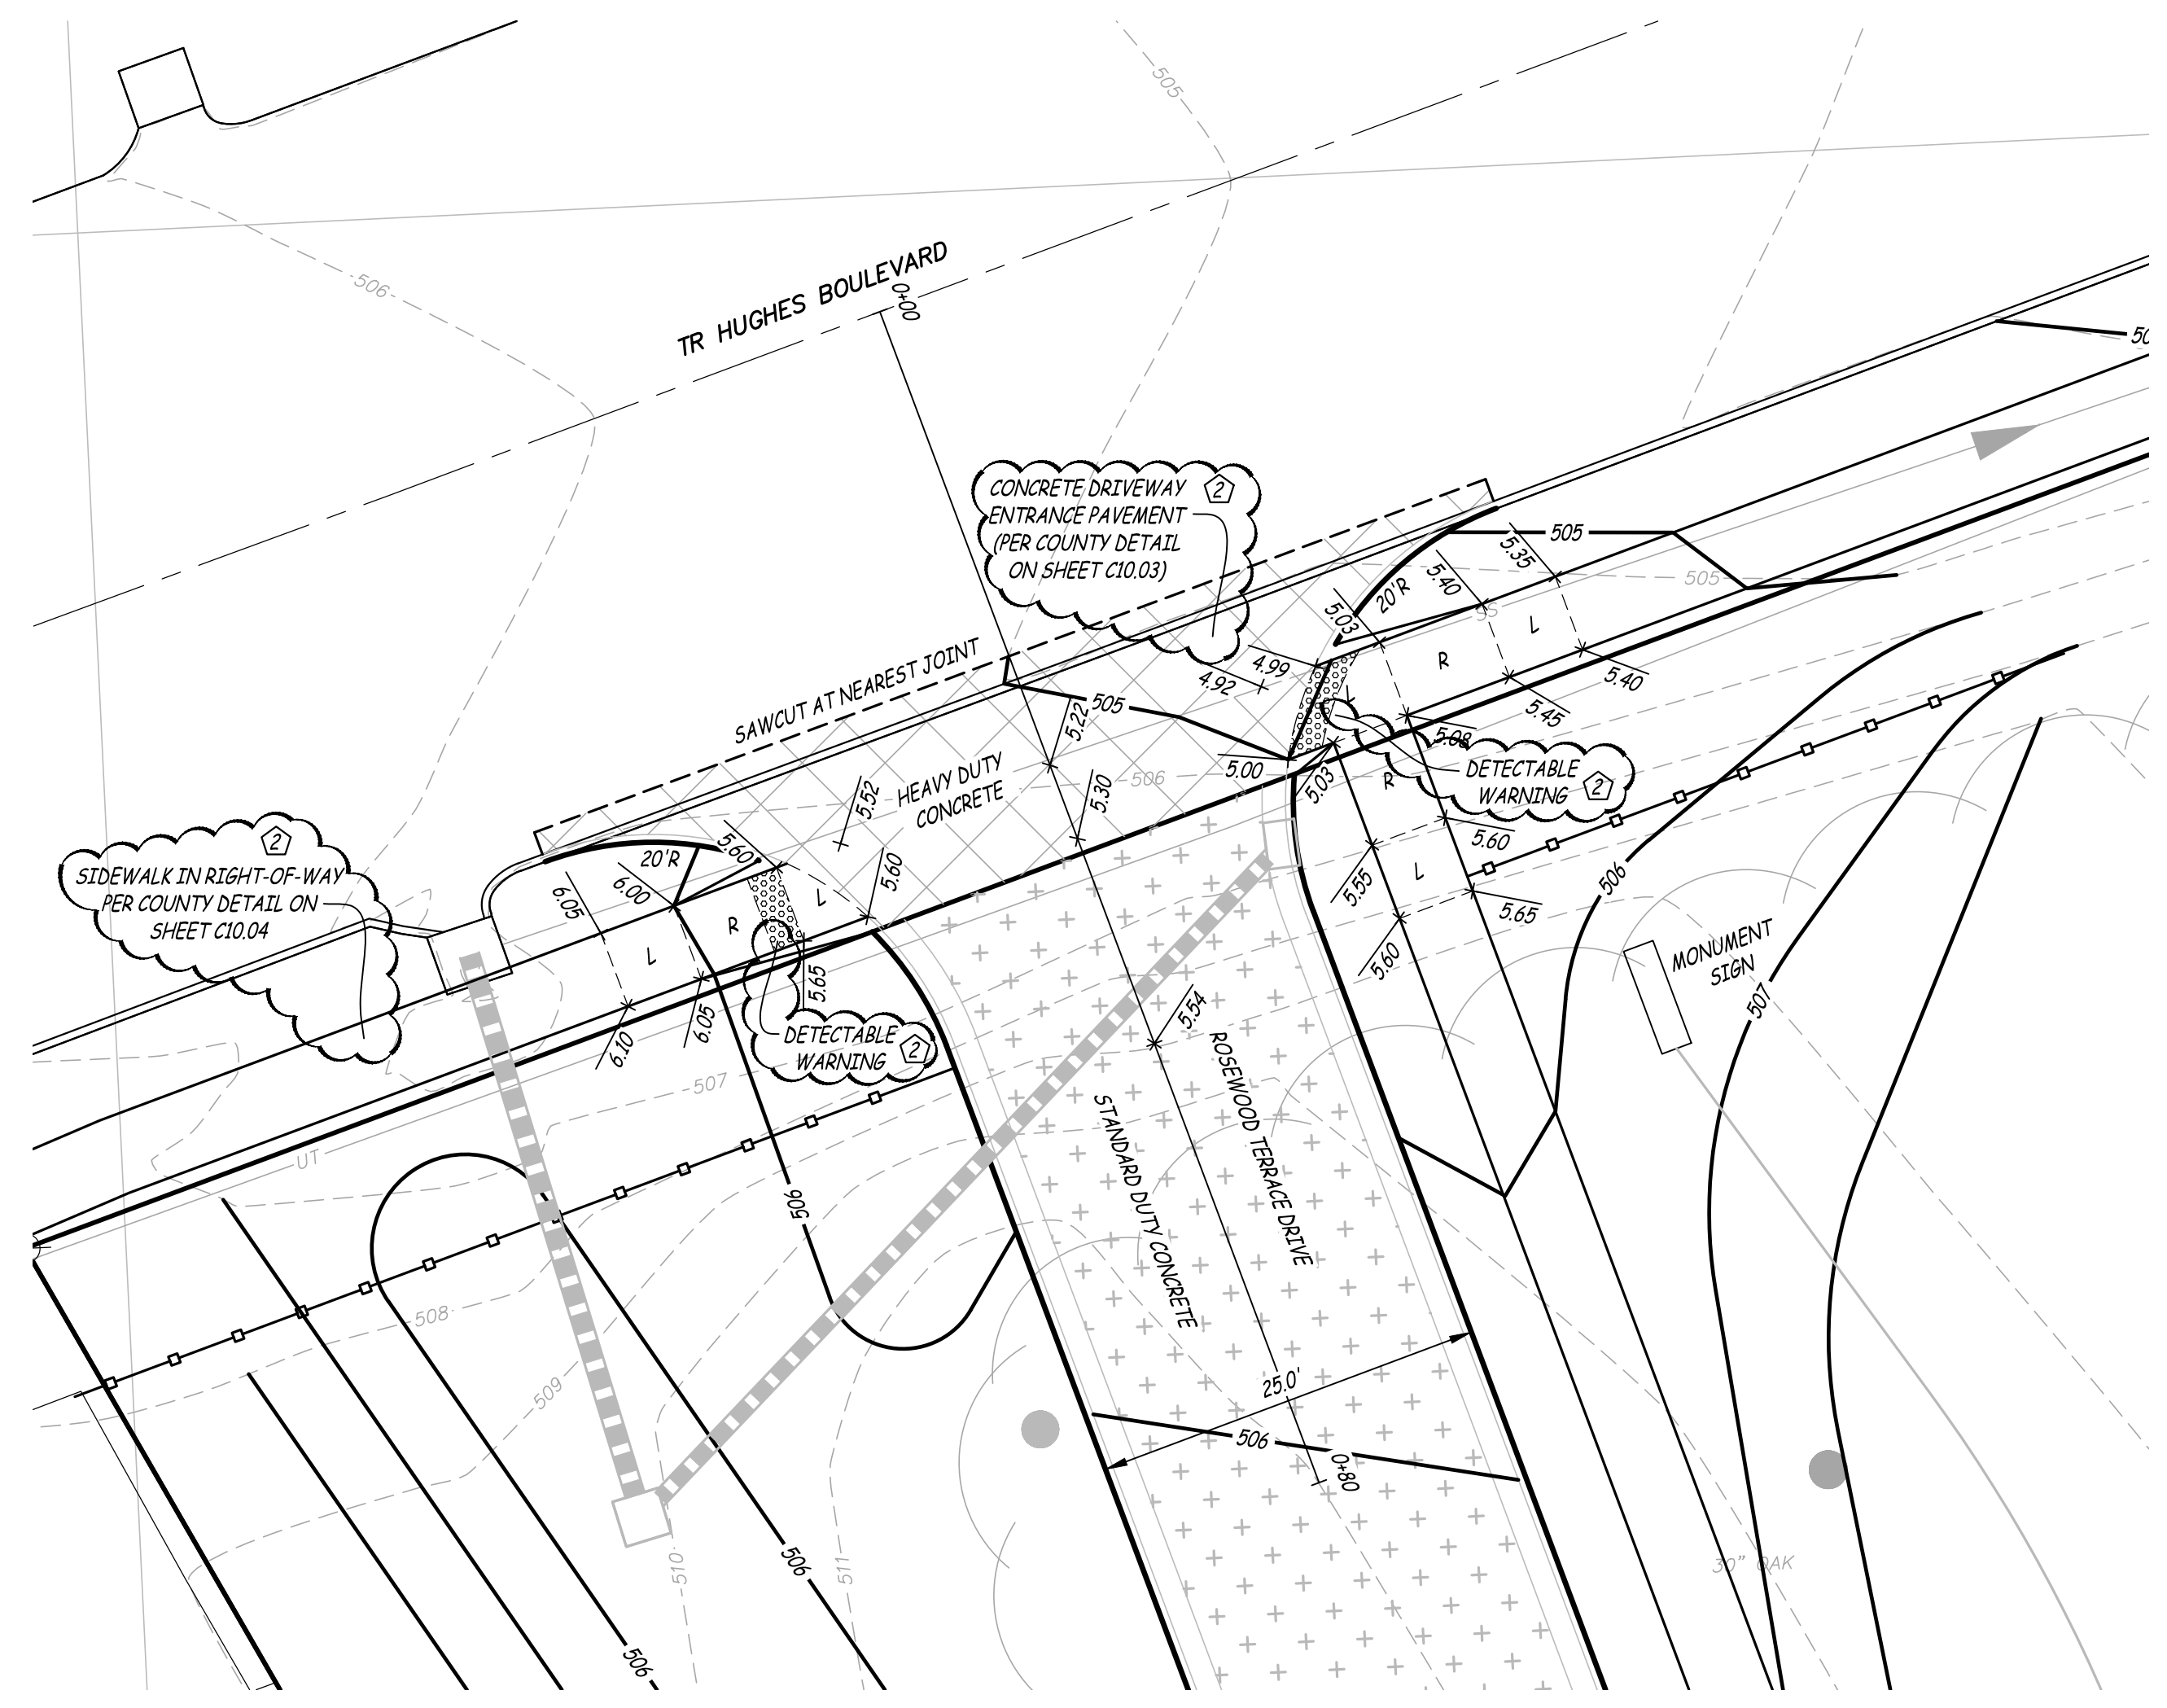 505
506
TR HUGHES BOULEVARD
0+00
50
CONCRETE DRIVEWAY 2
ENTRANCE PAVEMENT
(PER COUNTY DETAIL
ON SHEET C10.03)
505
5.35
505
5.40
20'R
5.03
SS
L
R
4.99
4.92
L
5.40
5.45
5.08
SAWCUT AT NEAREST JOINT
505
5.22
5.00
5.03
R
DETECTABLE
WARNING 2
506
5.30
HEAVY DUTY
CONCRETE
5.52
5.60
5.60
20'R
6.00
6.05
L
R
L
2
SIDEWALK IN RIGHT-OF-WAY
PER COUNTY DETAIL ON
SHEET C10.04
5.60
5.55
L
5.65
5.60
506
MONUMENT
SIGN
507
5.65
6.05
6.10
DETECTABLE
WARNING 2
5.54
ROSEWOOD TERRACE DRIVE
STANDARD DUTY CONCRETE
507
UT
506
508
509
25.0'
506
0+80
506
510
511
506
30" OAK